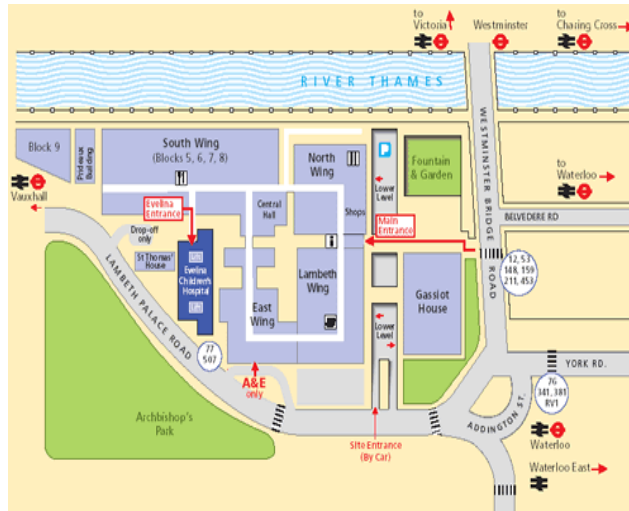 to
Victoria
Westminster
to
Chasing Cross
RIVER THAMES
Block 9
Prideaux
Building
South Wing
(Blocks 5, 6, 7, 8)
North
Wing
P
Fountain
& Garden
WESTMINSTER BRIDGE ROAD
to
Waterloo
Vauxhall
Evelina
Entrance
Central
Hall
Shops
Lower
Level
Main
Entrance
BELVEDERE RD
Drop-off
only
St Thomas'
House
Lift
Evelina
Children's
Hospital
Lift
i
12, 53
148, 159
211, 453
LAMBETH PALACE ROAD
East
Wing
Lambeth
Wing
Gassiot
House
Lower
Level
77
507
YORK RD.
A&E
only
76
341, 381
RV1
ADDINGTON ST.
Archbishop's
Park
Site Entrance
(By Car)
Waterloo
Waterloo East